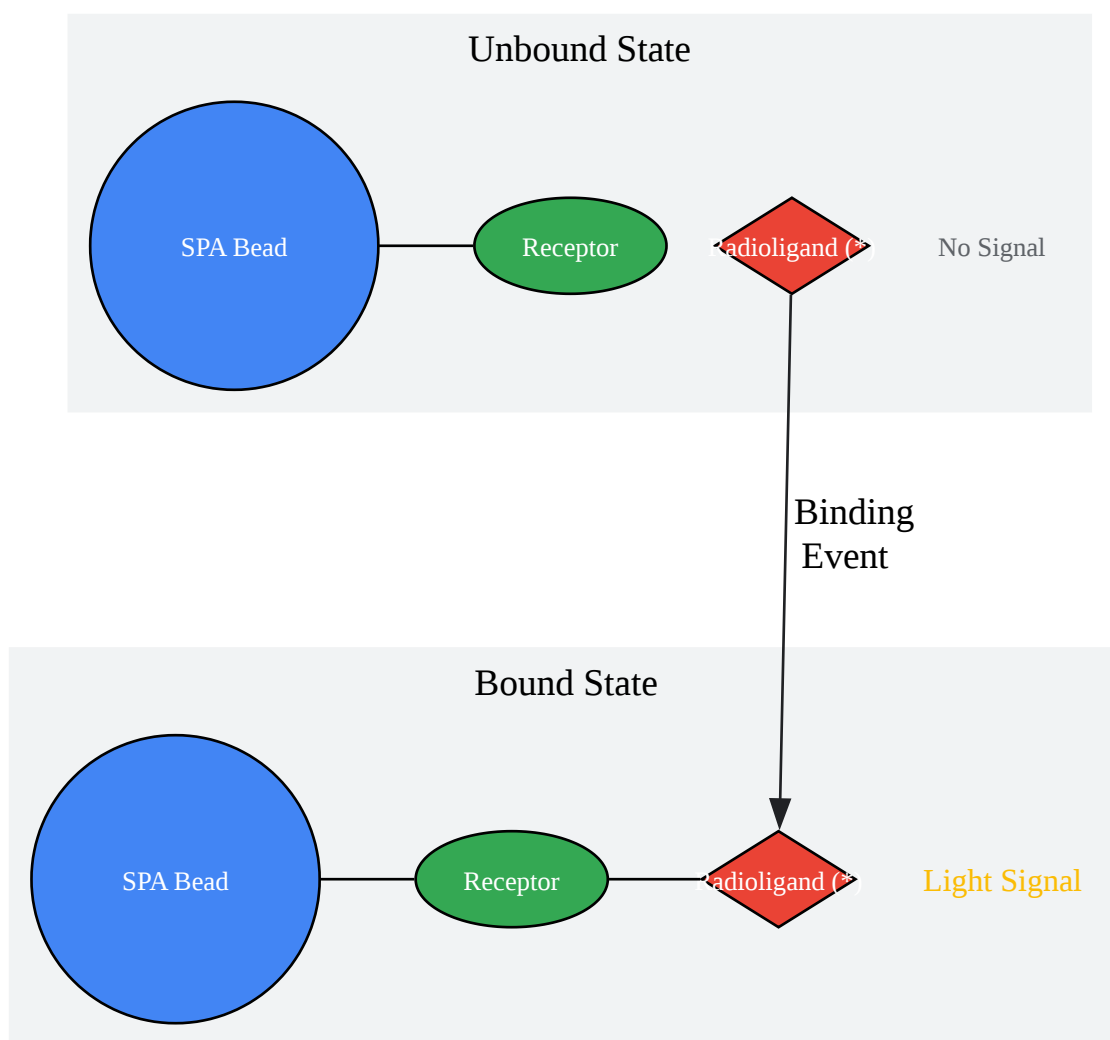 Unbound State
SPA Bead
Receptor
Radioligand (*)
No Signal
Binding
Event
Bound State
SPA Bead
Receptor
Radioligand (*)
Light Signal